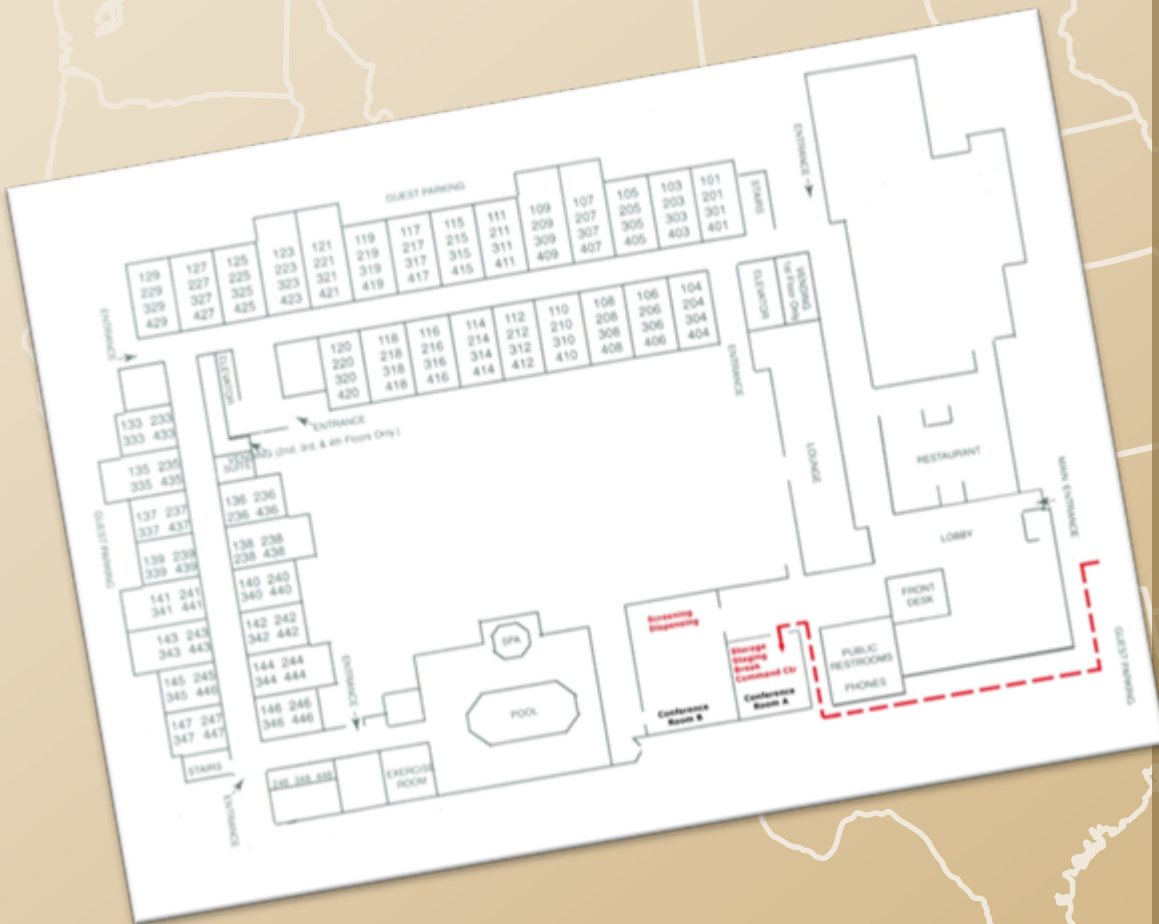 GUEST PARKING
ENTRANCE
STAIRS
129
229
329
429
127
227
327
427
125
225
325
425
123
223
323
423
121
221
321
421
119
219
319
419
117
217
317
417
115
215
315
415
111
211
311
411
109
209
309
409
107
207
307
407
105
205
305
405
103
203
303
403
101
201
301
401
ENTRANCE
ELEVATOR
120
220
320
420
118
218
318
418
116
216
316
416
114
214
314
414
112
212
312
412
110
210
310
410
108
208
308
408
106
206
306
406
104
204
304
404
ELEVATOR
VENDING
1st Floor Only
ENTRANCE
ENTRANCE
VENDING (2nd, 3rd, & 4th Floors Only.)
SUITE
133 233
333 433
135 235
335 435
137 237
337 437
139 239
339 439
141 241
341 441
143 243
343 443
145 245
345 446
147 247
347 447
STAIRS
GUEST PARKING
136 236
236 436
138 238
238 438
140 240
340 440
142 242
342 442
144 244
344 444
146 246
346 446
ENTRANCE
ENTRANCE
248 348 448
EXERCISE
ROOM
SPA
POOL
LOUNGE
RESTAURANT
MAIN ENTRANCE
LOBBY
FRONT
DESK
PUBLIC
RESTROOMS
PHONES
GUEST PARKING
Screening
Dispensing
Conference
Room B
Storage
Staging
Break
Command Ctr
Conference
Room A